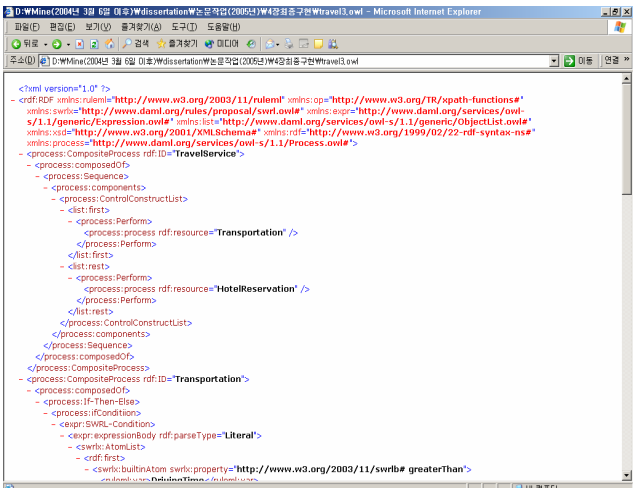 D:₩Mine(2004년 3월 6일 이후)₩dissertation₩논문작업(2005년)₩4장최종구현₩travel3.owl - Microsoft Internet Explorer
파일(F) 편집(E) 보기(V) 즐겨찾기(A) 도구(T) 도움말(H)
뒤로 검색 즐겨찾기 미디어
주소(D) D:₩Mine(2004년 3월 6일 이후)₩dissertation₩논문작업(2005년)₩4장최종구현₩travel3.owl 이동 연결 »
<?xml version="1.0" ?>
- <rdf:RDF xmlns:ruleml="http://www.w3.org/2003/11/ruleml" xmlns:op="http://www.w3.org/TR/xpath-functions#"
xmlns:swrlx="http://www.daml.org/rules/proposal/swrl.owl#" xmlns:expr="http://www.daml.org/services/owl-
s/1.1/generic/Expression.owl#" xmlns:list="http://www.daml.org/services/owl-s/1.1/generic/ObjectList.owl#"
xmlns:xsd="http://www.w3.org/2001/XMLSchema#" xmlns:rdf="http://www.w3.org/1999/02/22-rdf-syntax-ns#"
xmlns:process="http://www.daml.org/services/owl-s/1.1/Process.owl#">
- <process:CompositeProcess rdf:ID="TravelService">
- <process:composedOf>
- <process:Sequence>
- <process:components>
- <process:ControlConstructList>
- <list:first>
- <process:Perform>
<process:process rdf:resource="Transportation" />
</process:Perform>
</list:first>
- <list:rest>
- <process:Perform>
<process:process rdf:resource="HotelReservation" />
</process:Perform>
</list:rest>
</process:ControlConstructList>
</process:components>
</process:Sequence>
</process:composedOf>
</process:CompositeProcess>
- <process:CompositeProcess rdf:ID="Transportation">
- <process:composedOf>
- <process:If-Then-Else>
- <process:ifCondition>
- <expr:SWRL-Condition>
- <expr:expressionBody rdf:parseType="Literal">
- <swrlx:AtomList>
- <rdf:first>
- <swrlx:builtinAtom swrlx:property="http://www.w3.org/2003/11/swrlb# greaterThan">
<ruleml:var>DrivingTime</ruleml:var>